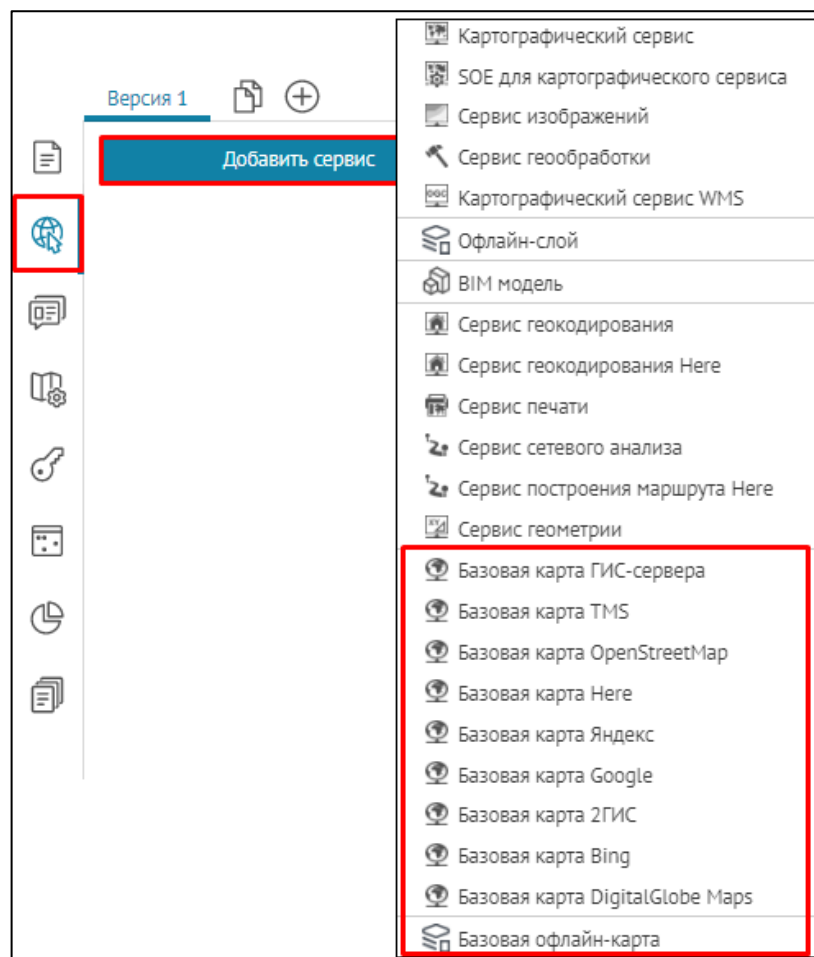 Версия 1
Добавить сервис
Картографический сервис
SOE для картографического сервиса
Сервис изображений
Сервис геообработки
Картографический сервис WMS
Офлайн-слой
BIM модель
Сервис геокодирования
Сервис геокодирования Here
Сервис печати
Сервис сетевого анализа
Сервис построения маршрута Here
Сервис геометрии
Базовая карта ГИС-сервера
Базовая карта TMS
Базовая карта OpenStreetMap
Базовая карта Here
Базовая карта Яндекс
Базовая карта Google
Базовая карта 2ГИС
Базовая карта Bing
Базовая карта DigitalGlobe Maps
Базовая офлайн-карта